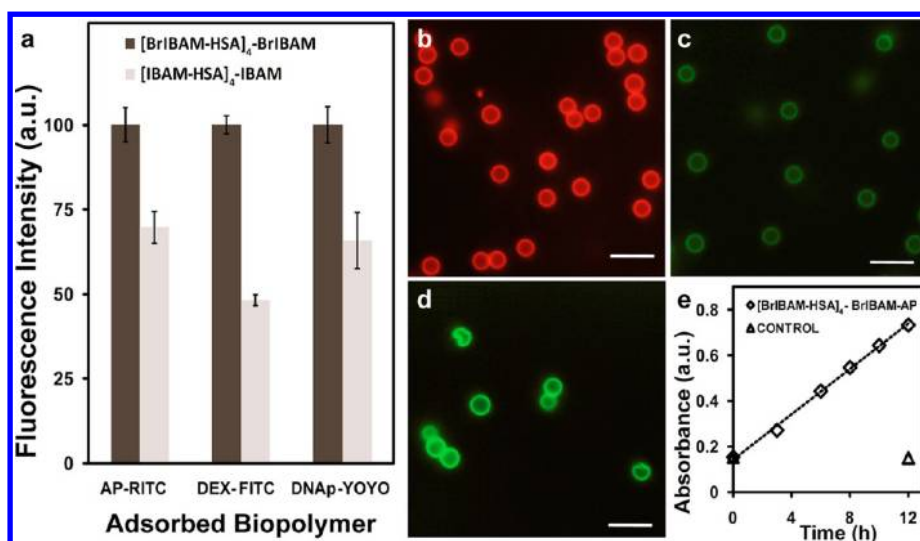 a
[BrIBAM-HSA]4-BrIBAM
[IBAM-HSA]4-IBAM
Fluorescence Intensity (a.u.)
100
75
50
25
0
AP-RITC DEX-FITC DNAp-YOYO
Adsorbed Biopolymer
b
c
d
e
[BrIBAM-HSA]4- BrIBAM-AP
CONTROL
Absorbance (a.u.)
0.8
0.6
0.4
0.2
0
0 4 8 12
Time (h)